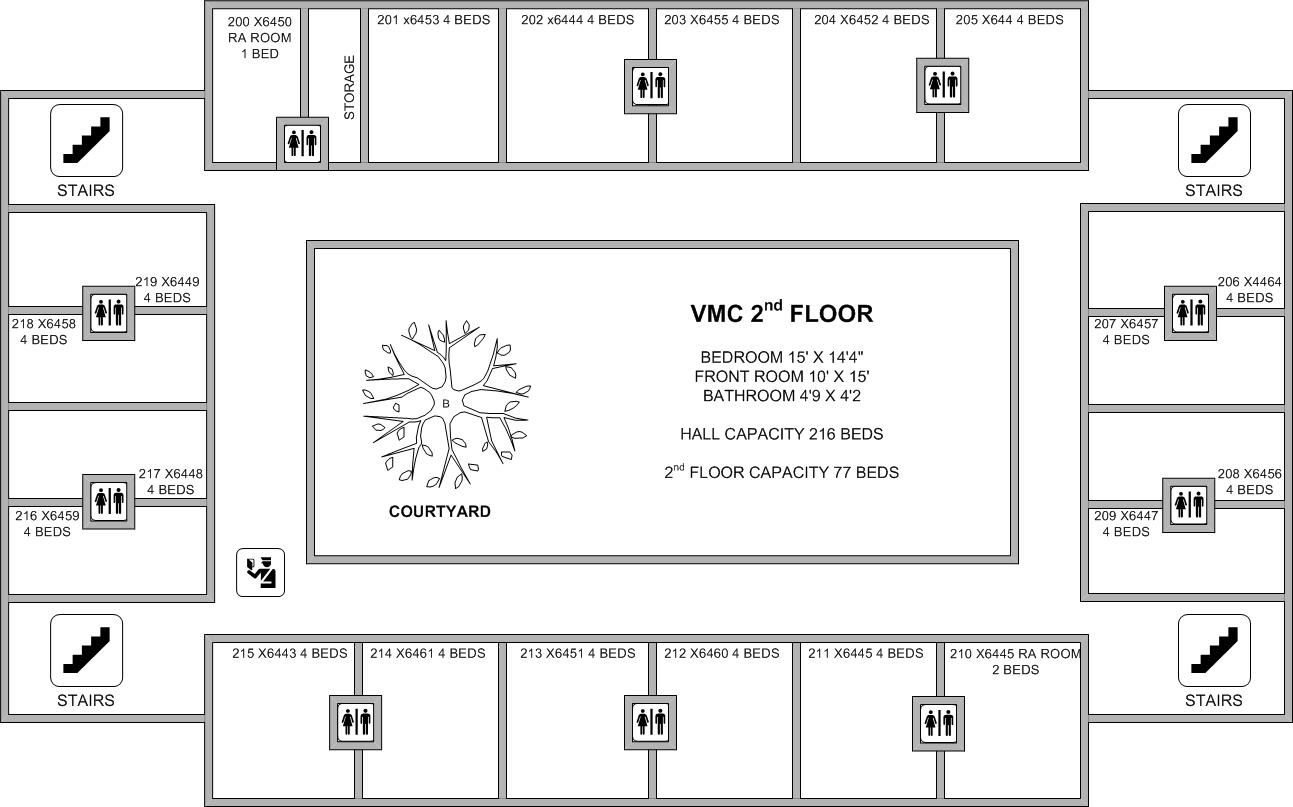 200 X6450
RA ROOM
1 BED
STORAGE
201 x6453 4 BEDS
202 x6444 4 BEDS
203 X6455 4 BEDS
204 X6452 4 BEDS
205 X644 4 BEDS
STAIRS
STAIRS
219 X6449
4 BEDS
218 X6458
4 BEDS
217 X6448
4 BEDS
216 X6459
4 BEDS
B
COURTYARD
VMC 2nd FLOOR
BEDROOM 15' X 14'4"
FRONT ROOM 10' X 15'
BATHROOM 4'9 X 4'2
HALL CAPACITY 216 BEDS
2nd FLOOR CAPACITY 77 BEDS
206 X4464
4 BEDS
207 X6457
4 BEDS
208 X6456
4 BEDS
209 X6447
4 BEDS
STAIRS
STAIRS
215 X6443 4 BEDS
214 X6461 4 BEDS
213 X6451 4 BEDS
212 X6460 4 BEDS
211 X6445 4 BEDS
210 X6445 RA ROOM
2 BEDS